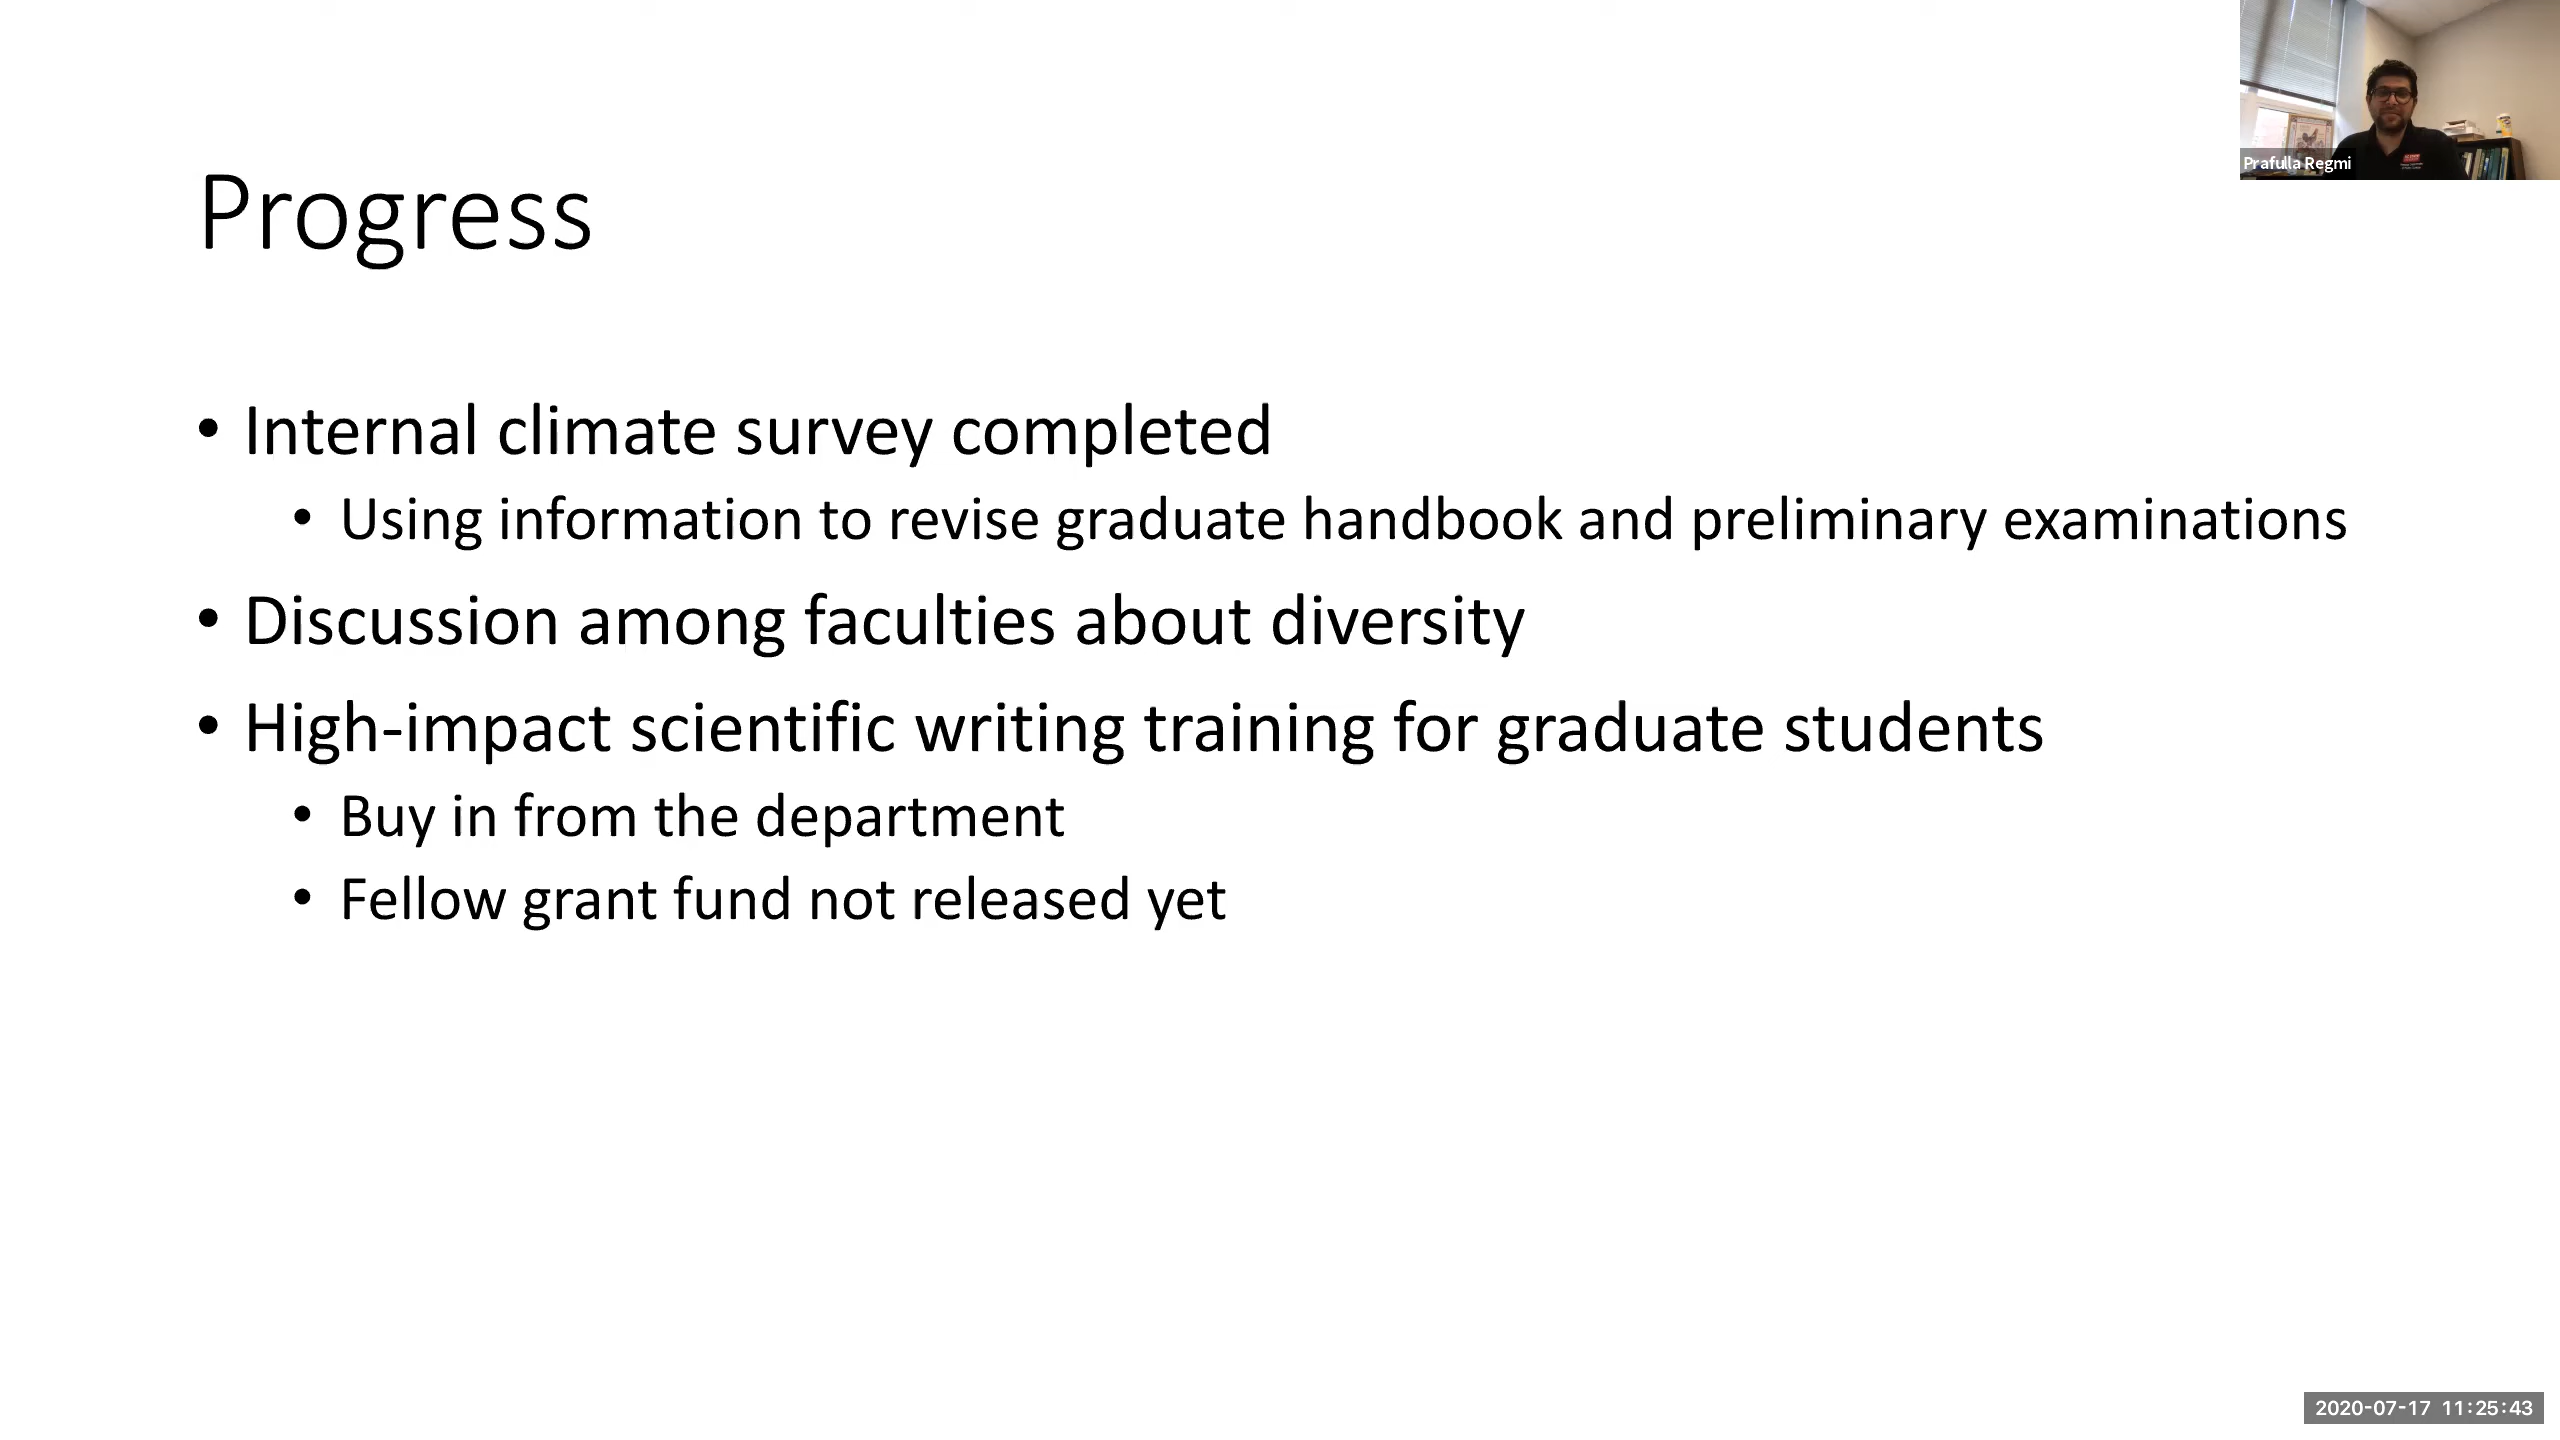 Prafulla Regmi
Progress
• Internal climate survey completed
• Using information to revise graduate handbook and preliminary examinations
• Discussion among faculties about diversity
• High-impact scientific writing training for graduate students
• Buy in from the department
• Fellow grant fund not released yet
2020-07-17 11:25:43